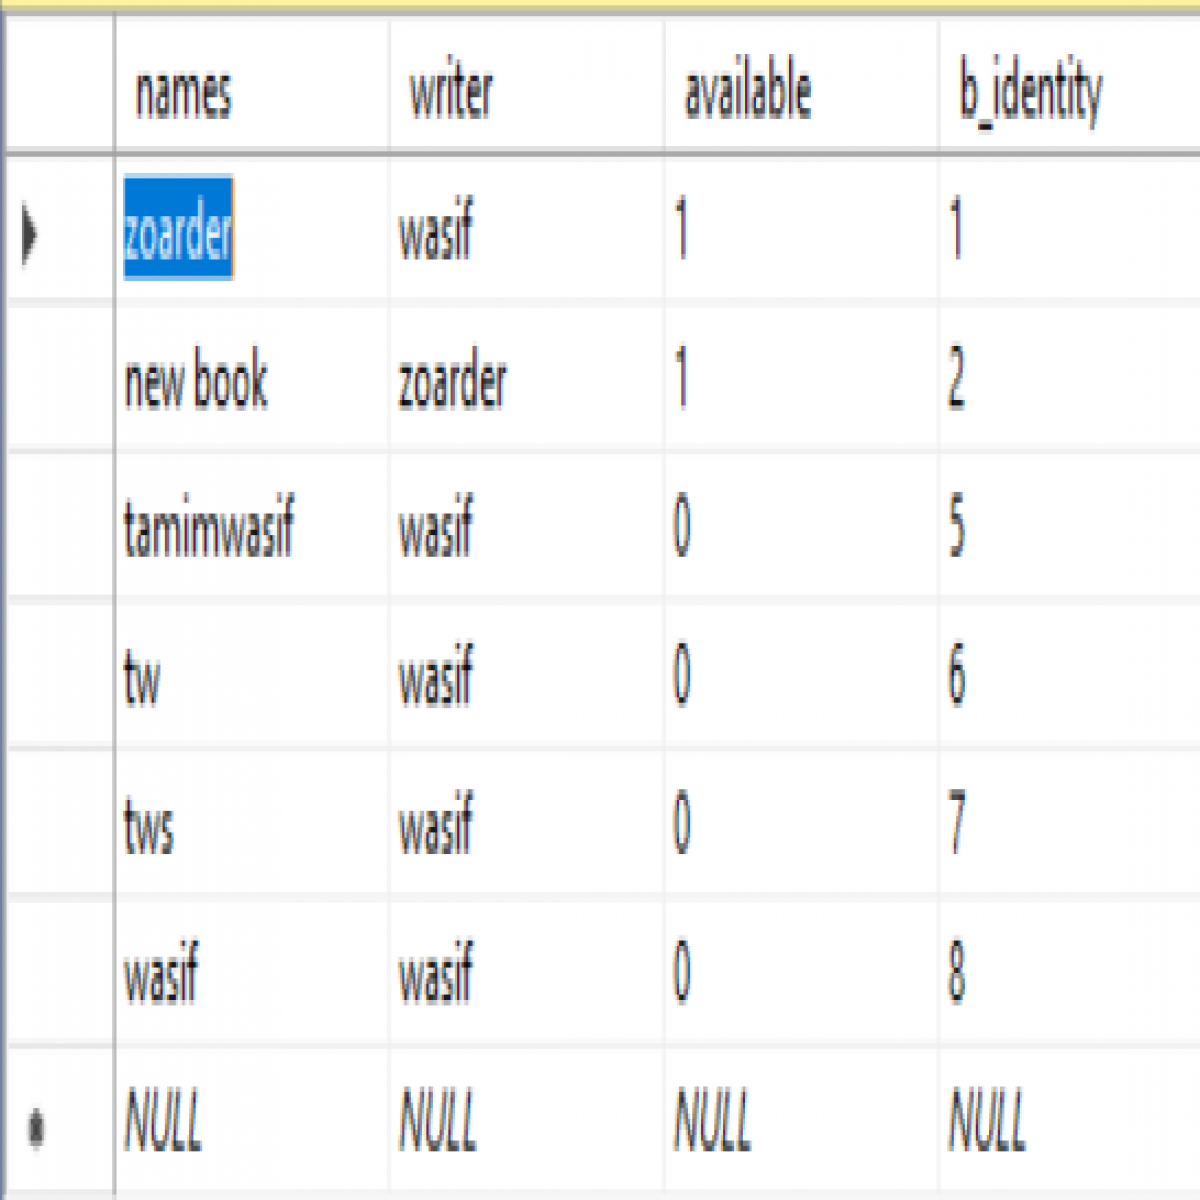 names writer available b_identity
zoarder wasif 1 1
new book zoarder 1 2
tamimwasif wasif 0 5
tw wasif 0 6
tws wasif 0 7
wasif wasif 0 8
NULL NULL NULL NULL